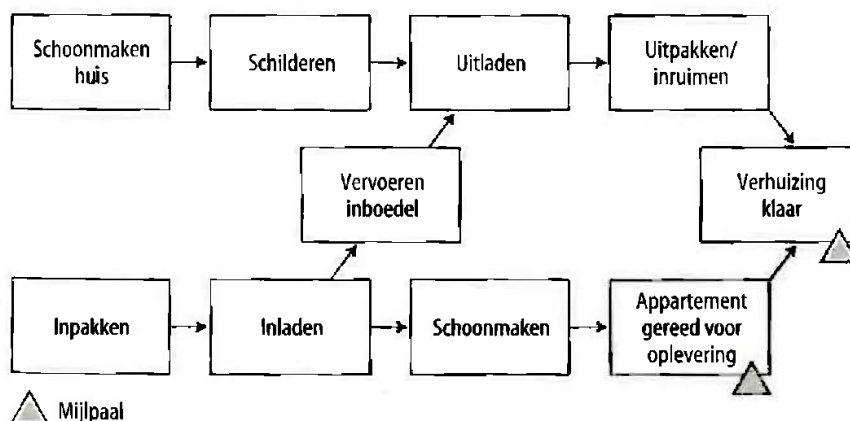 Schoonmaken
huis
Schilderen
Uitladen
Uitpakken/
inruimen
Vervoeren
inboedel
Verhuizing
klaar
Inpakken
Inladen
Schoonmaken
Appartement
gereed voor
oplevering
Mijlpaal